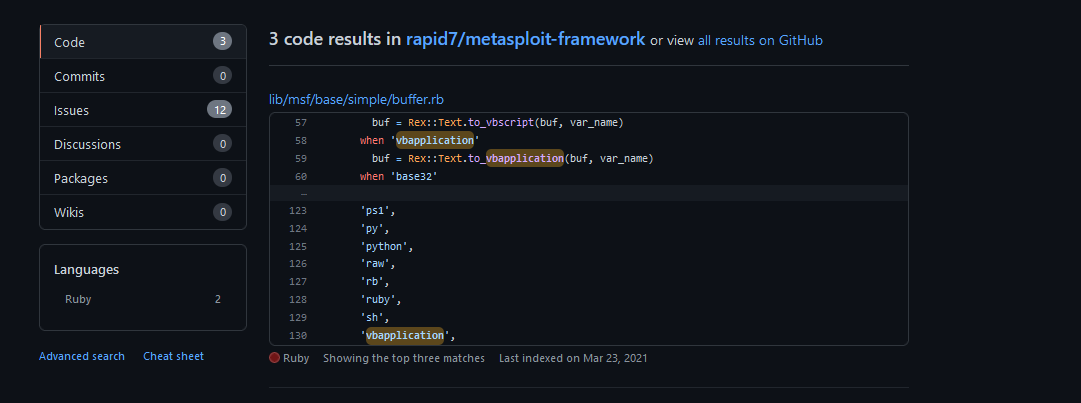 Code 3
Commits 0
Issues 12
Discussions 0
Packages 0
Wikis 0
Languages
Ruby 2
Advanced search Cheat sheet
3 code results in rapid7/metasploit-framework or view all results on GitHub
lib/msf/base/simple/buffer.rb
57 buf = Rex::Text.to_vbscript(buf, var_name)
58 when 'vbapplication'
59 buf = Rex::Text.to_vbapplication(buf, var_name)
60 when 'base32'
…
123 'ps1',
124 'py',
125 'python',
126 'raw',
127 'rb',
128 'ruby',
129 'sh',
130 'vbapplication',
Ruby Showing the top three matches Last indexed on Mar 23, 2021